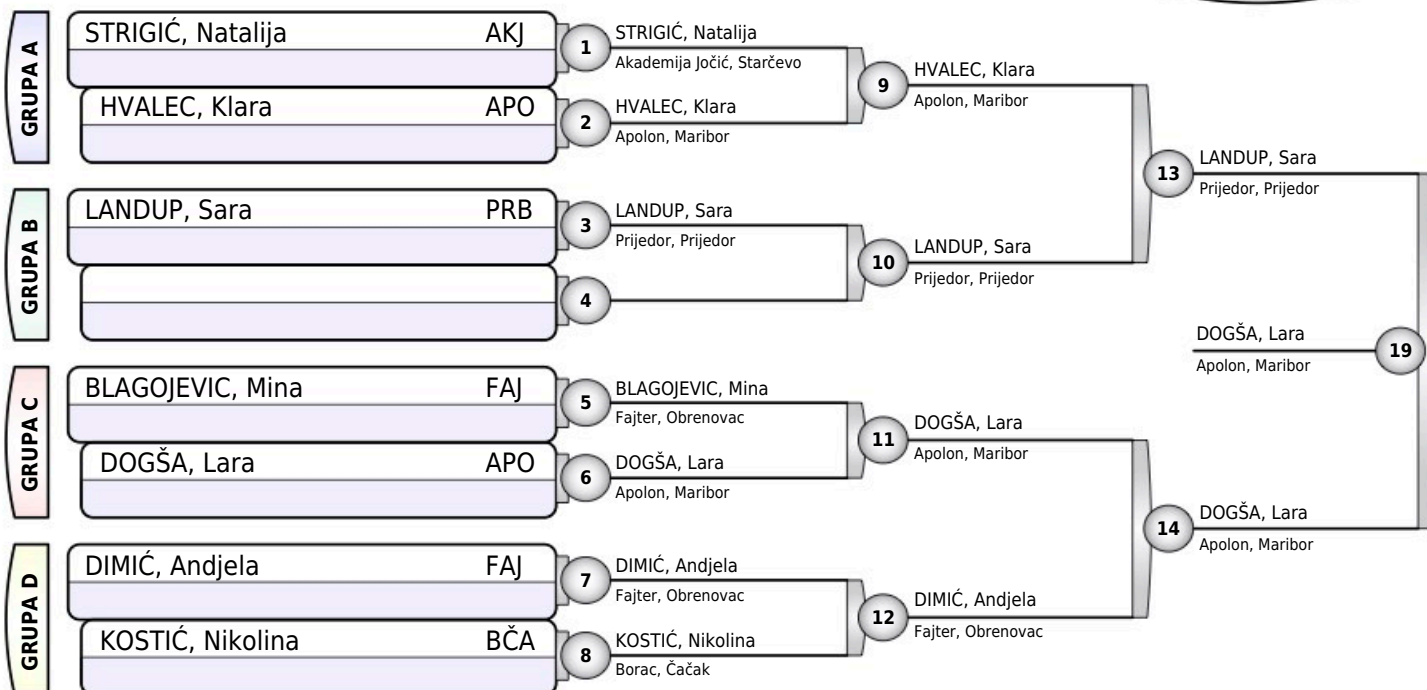 GRUPA A
STRIGIĆ, Natalija AKJ
HVALEC, Klara APO
1
STRIGIĆ, Natalija
Akademija Jočić, Starčevo
2
HVALEC, Klara
Apolon, Maribor
9
HVALEC, Klara
Apolon, Maribor
GRUPA B
LANDUP, Sara PRB
3
LANDUP, Sara
Prijedor, Prijedor
4
10
LANDUP, Sara
Prijedor, Prijedor
13
LANDUP, Sara
Prijedor, Prijedor
GRUPA C
BLAGOJEVIC, Mina FAJ
DOGŠA, Lara APO
5
BLAGOJEVIC, Mina
Fajter, Obrenovac
6
DOGŠA, Lara
Apolon, Maribor
11
DOGŠA, Lara
Apolon, Maribor
GRUPA D
DIMIĆ, Andjela FAJ
KOSTIĆ, Nikolina BČA
7
DIMIĆ, Andjela
Fajter, Obrenovac
8
KOSTIĆ, Nikolina
Borac, Čačak
12
DIMIĆ, Andjela
Fajter, Obrenovac
14
DOGŠA, Lara
Apolon, Maribor
DOGŠA, Lara
Apolon, Maribor
19